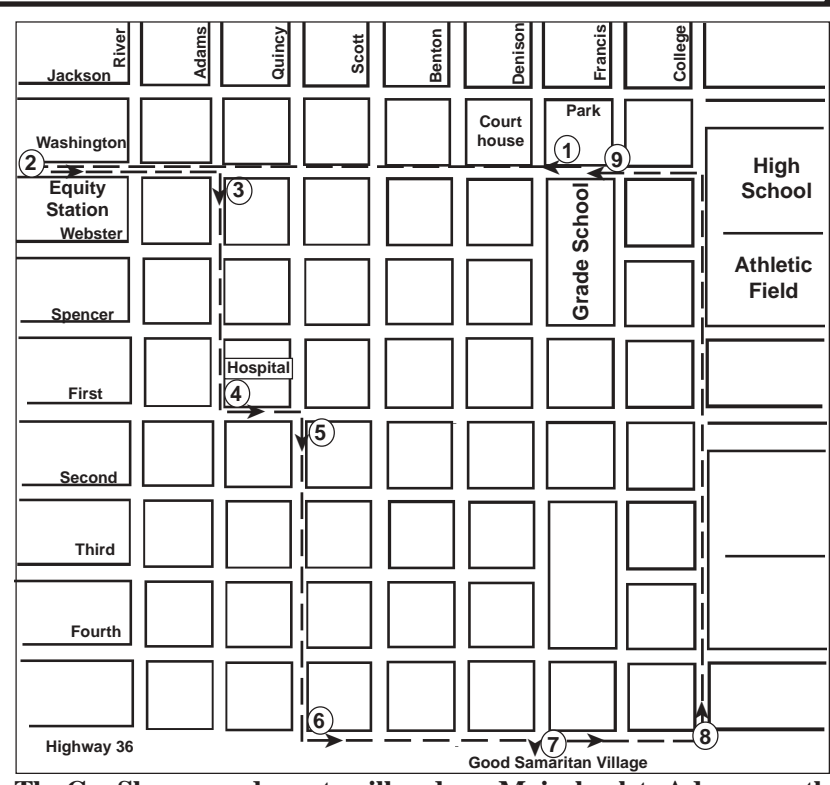 River
Adams
Quincy
Scott
Benton
Denison
Francis
College
Jackson
Court
house
Park
Washington
1
2
9
3
Equity
Station
Webster
Grade School
High
School
Athletic
Field
Spencer
Hospital
First
4
5
Second
Third
Fourth
6
7
8
Highway 36
Good Samaritan Village